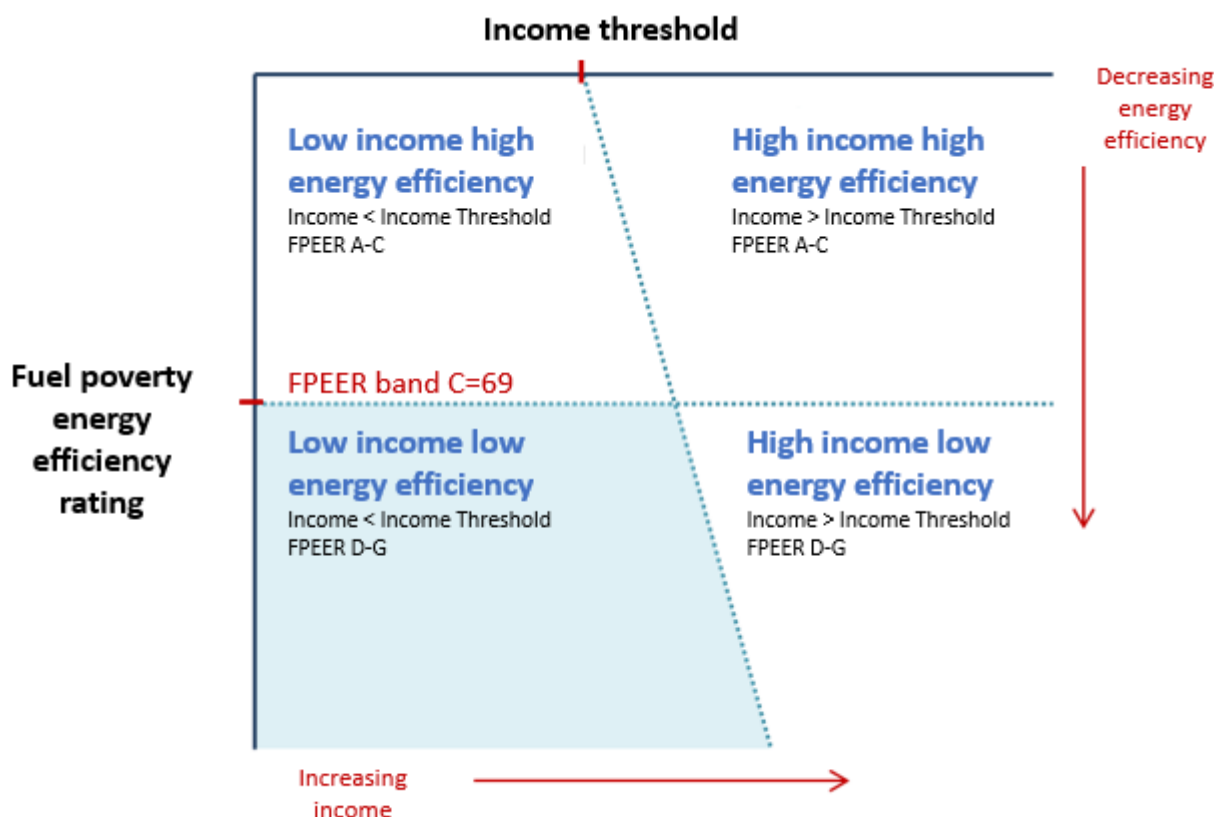 Income threshold
Decreasing
energy
efficiency
Low income high
energy efficiency
Income < Income Threshold
FPEER A-C
High income high
energy efficiency
Income > Income Threshold
FPEER A-C
Fuel poverty
energy
efficiency
rating
FPEER band C=69
Low income low
energy efficiency
Income < Income Threshold
FPEER D-G
High income low
energy efficiency
Income > Income Threshold
FPEER D-G
Increasing
income